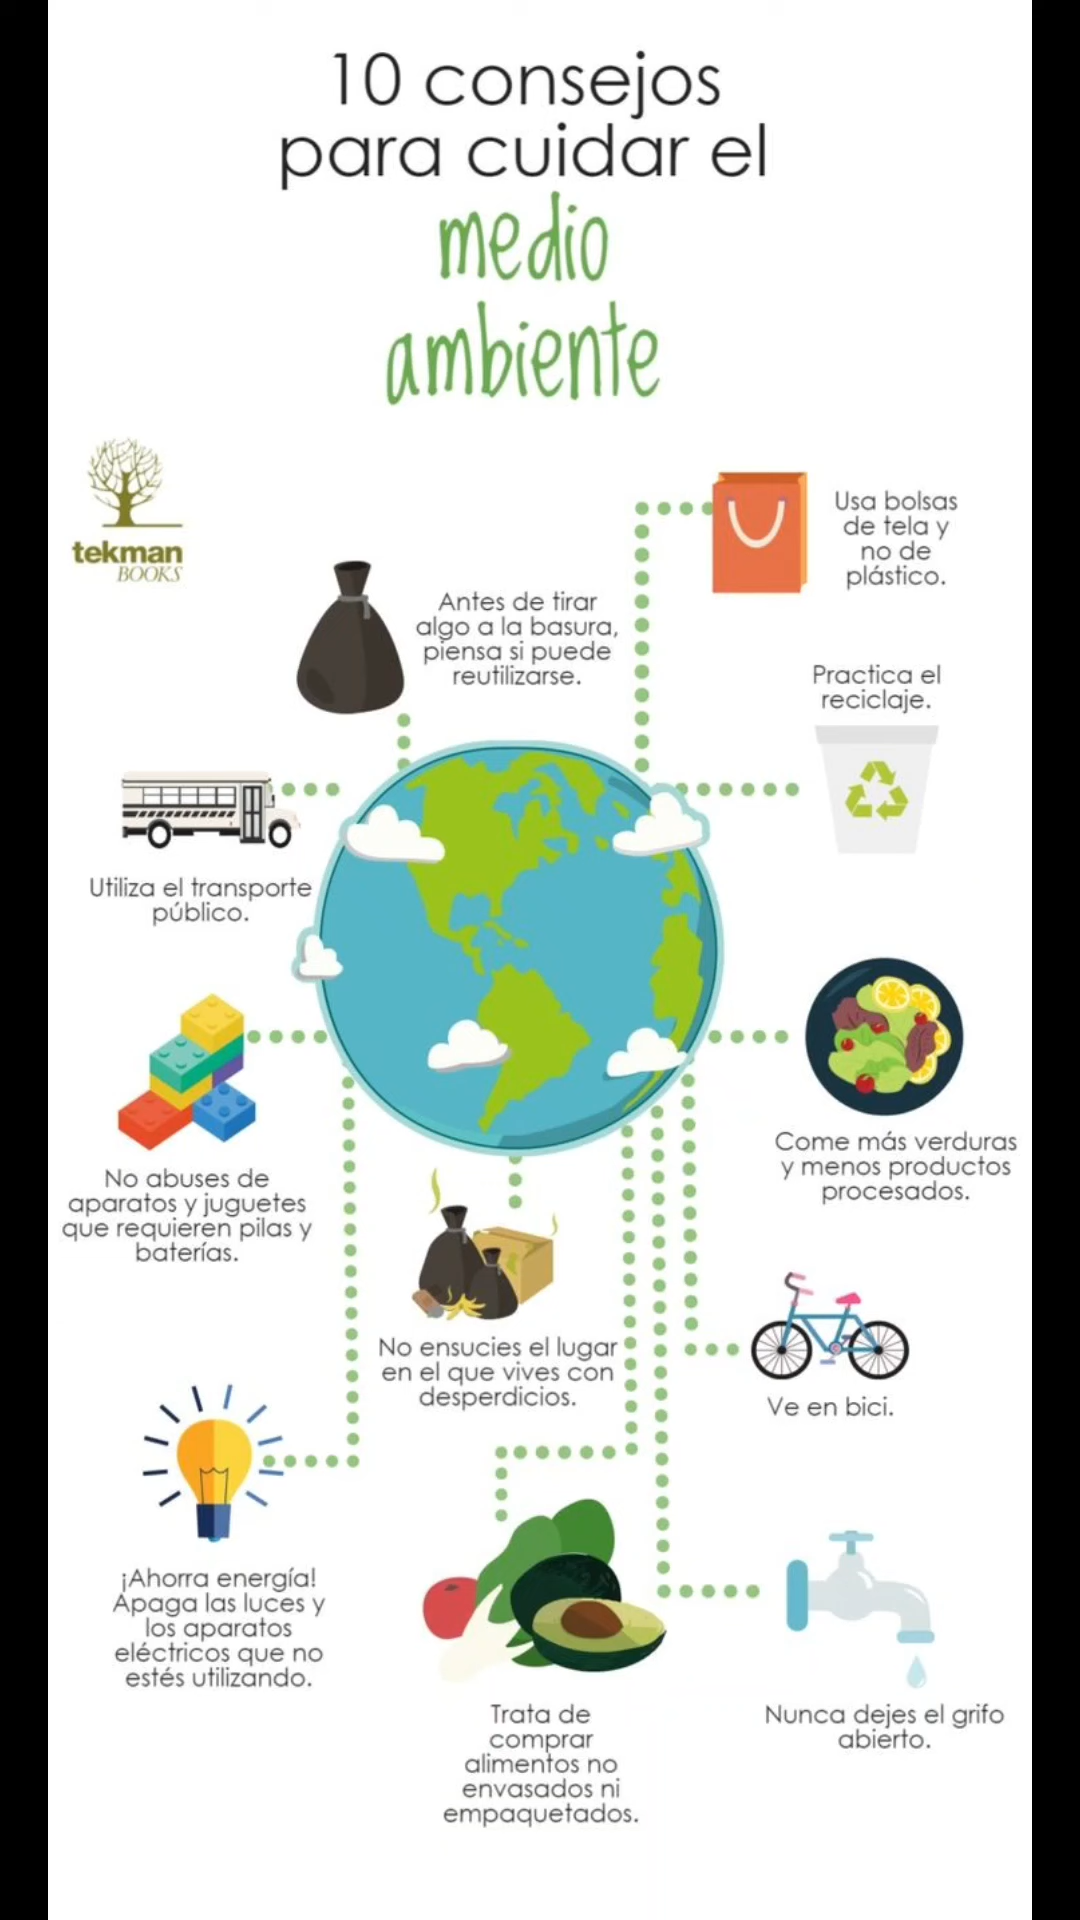 10 consejos
para cuidar el
medio
ambiente
tekman
BOOKS
Usa bolsas
de tela y
no de
plástico.
Antes de tirar
algo a la basura,
piensa si puede
reutilizarse.
Practica el
reciclaje.
Utiliza el transporte
público.
Come más verduras
y menos productos
procesados.
No abuses de
aparatos y juguetes
que requieren pilas y
baterías.
No ensucies el lugar
en el que vives con
desperdicios.
Ve en bici.
¡Ahorra energía!
Apaga las luces y
los aparatos
eléctricos que no
estés utilizando.
Trata de
comprar
alimentos no
envasados ni
empaquetados.
Nunca dejes el grifo
abierto.